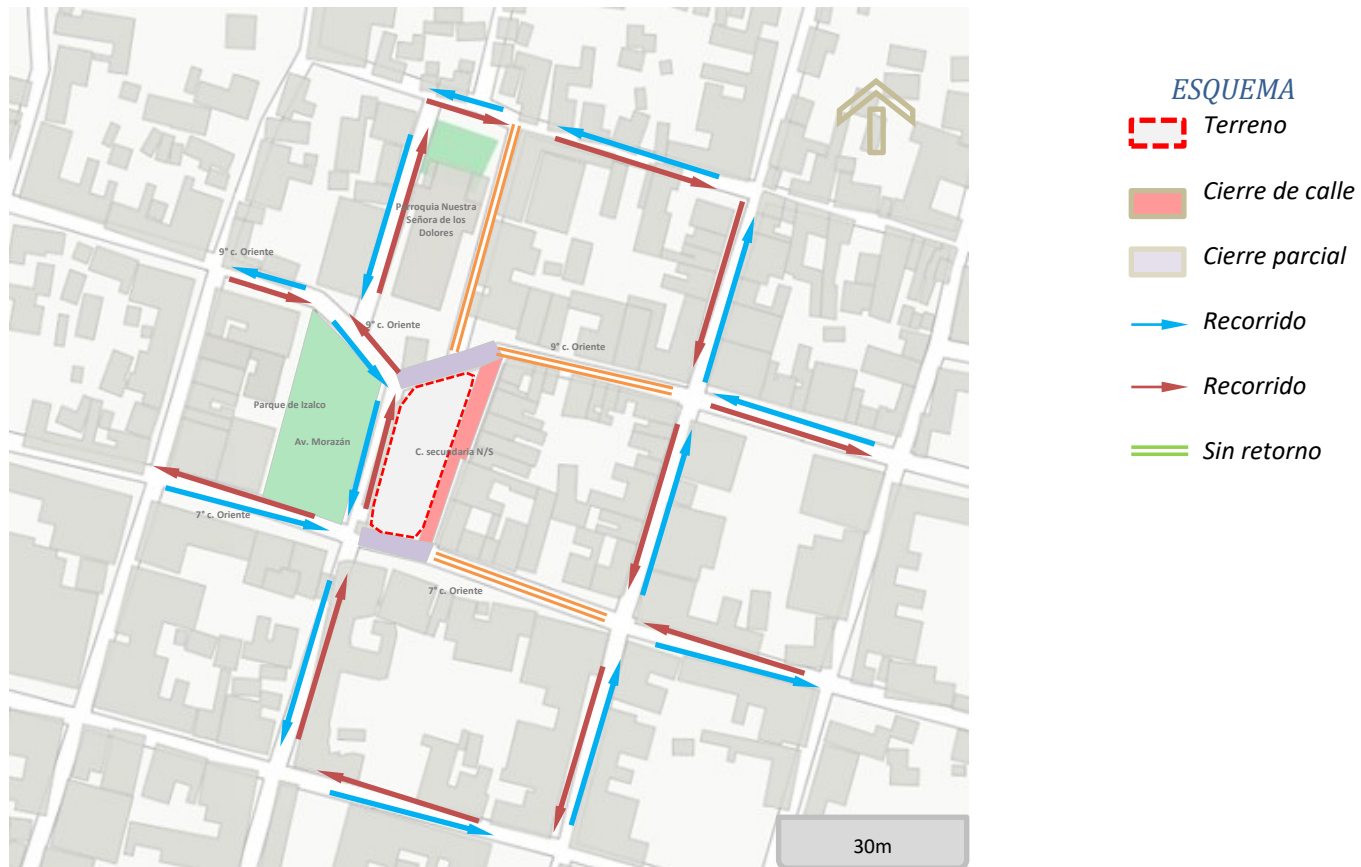 Parroquia Nuestra
Señora de los
Dolores
9° c. Oriente
9° c. Oriente
9° c. Oriente
Parque de Izalco
Av. Morazán
C. secundaria N/S
7° c. Oriente
7° c. Oriente
30m
ESQUEMA
Terreno
Cierre de calle
Cierre parcial
Recorrido
Recorrido
Sin retorno